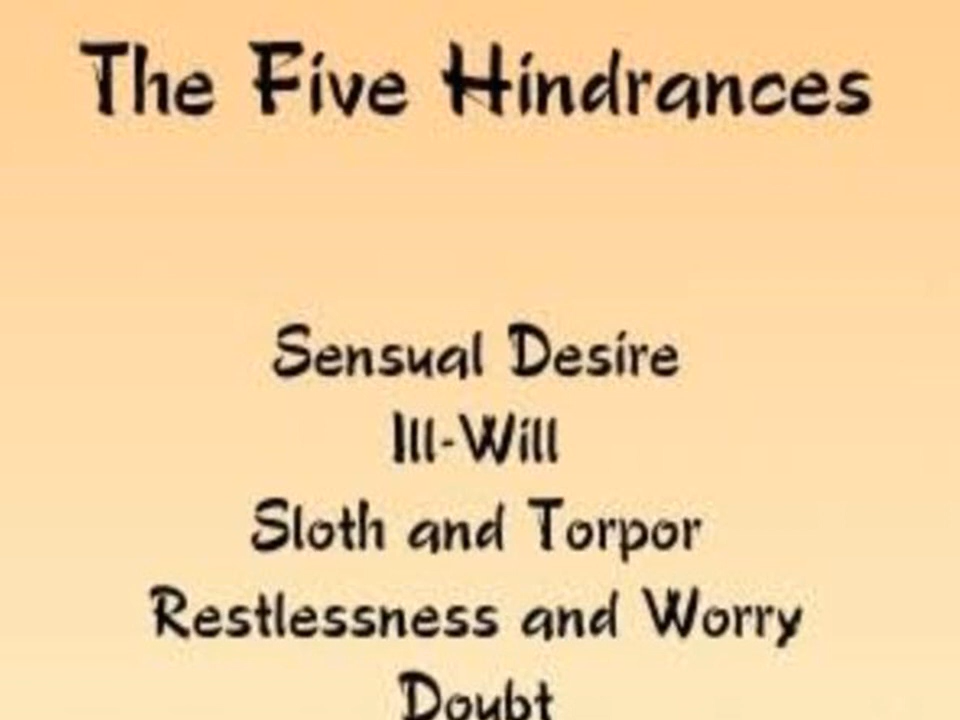 The Five Hindrances
Sensual Desire
Ill-Will
Sloth and Torpor
Restlessness and Worry
Doubt